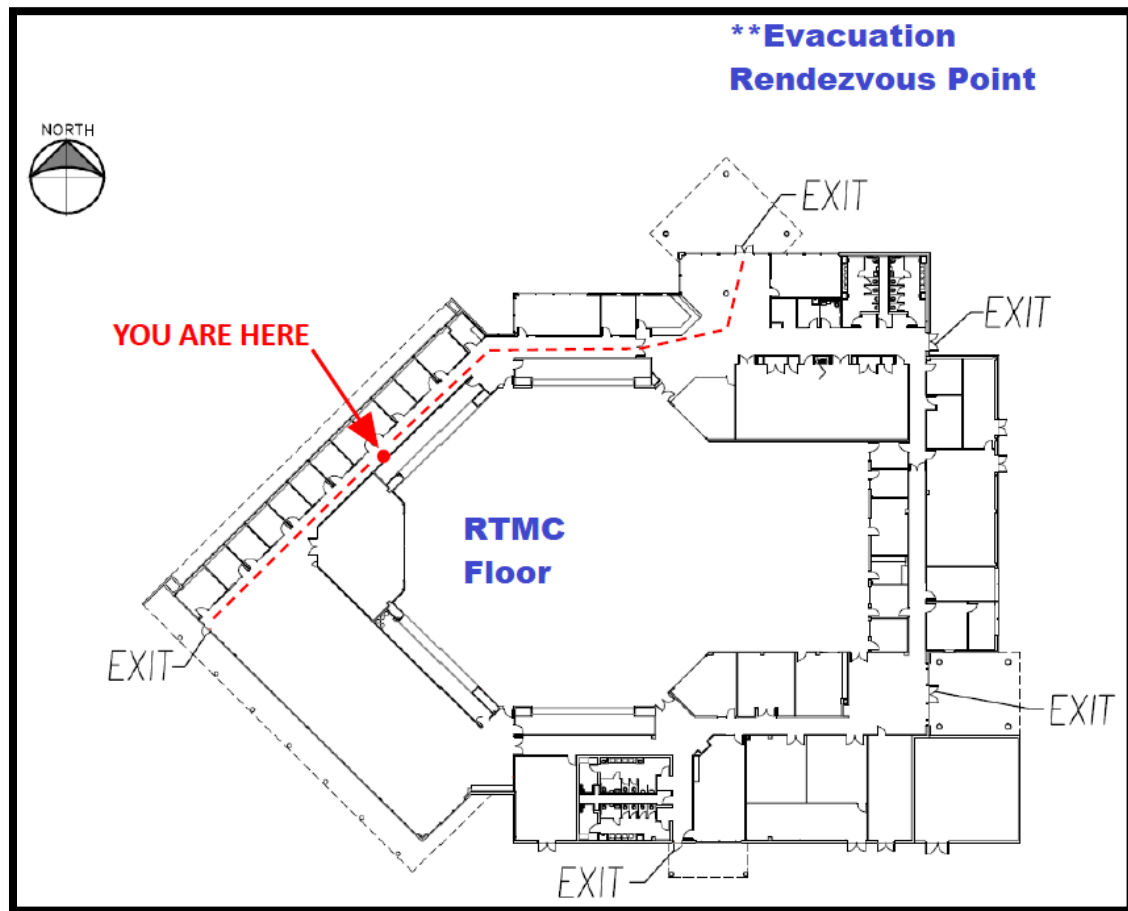 **Evacuation
Rendezvous Point
NORTH
EXIT
EXIT
YOU ARE HERE
RTMC
Floor
EXIT
EXIT
EXIT